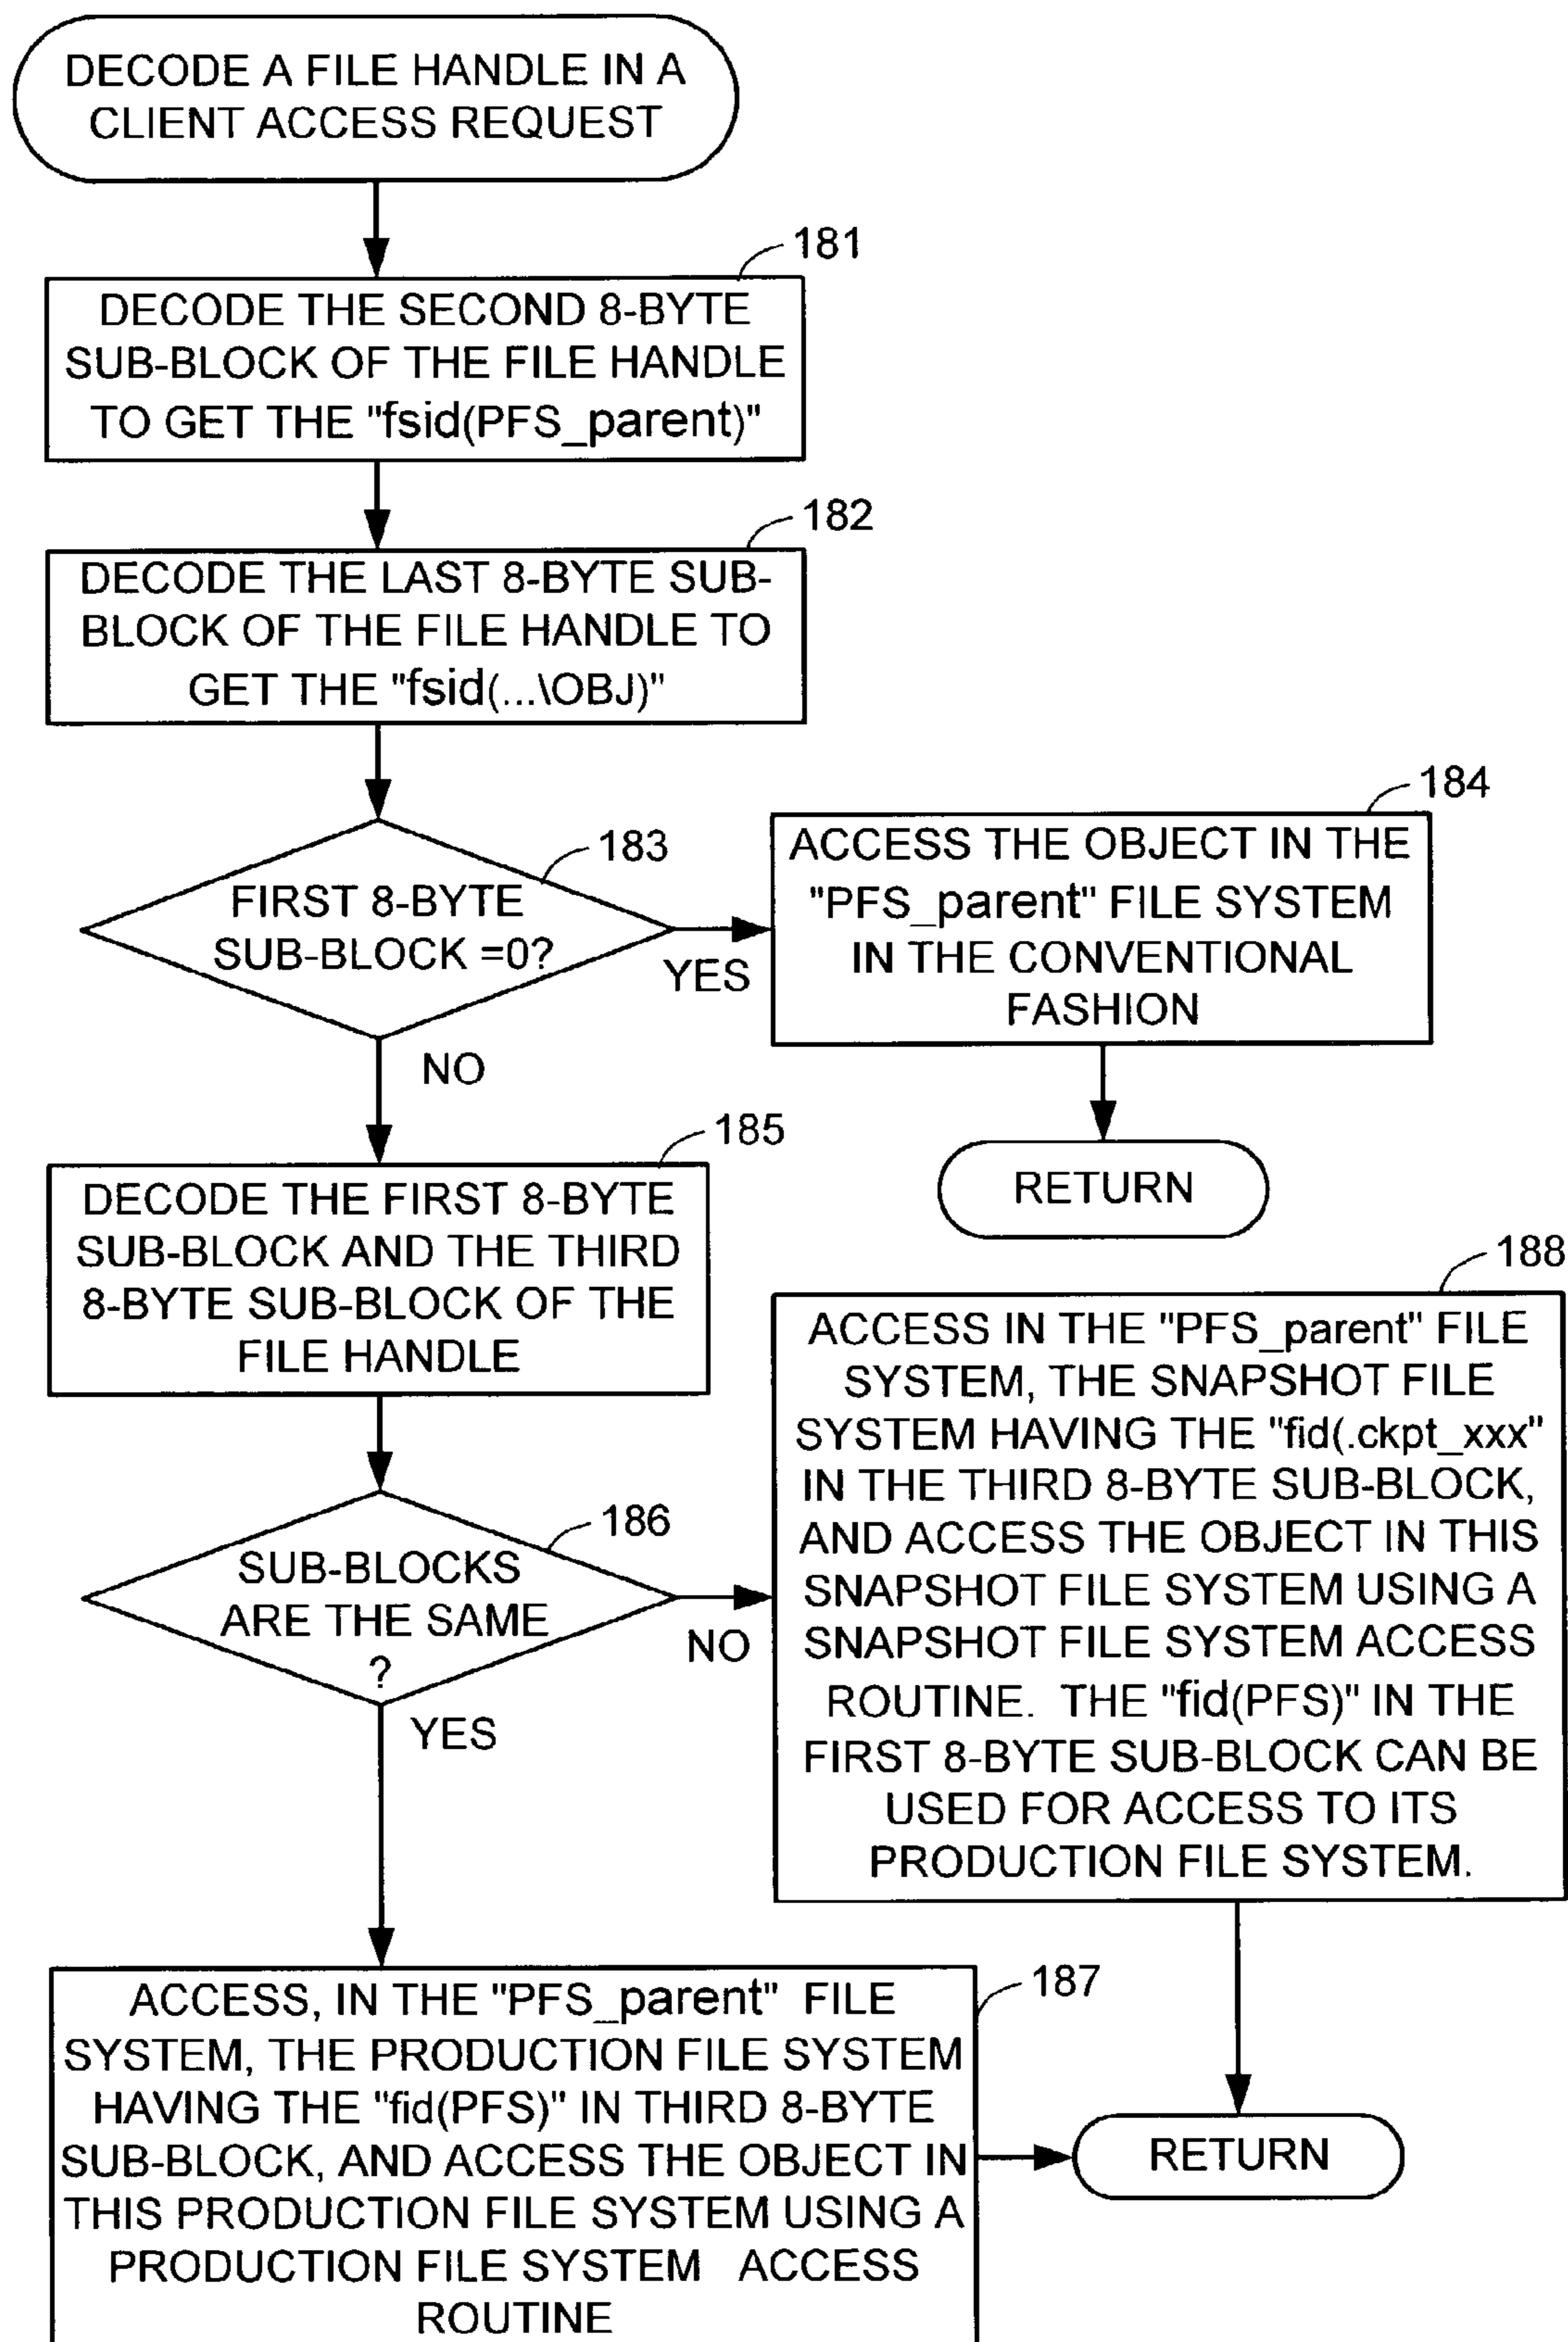 DECODE A FILE HANDLE IN A
CLIENT ACCESS REQUEST
181
DECODE THE SECOND 8-BYTE
SUB-BLOCK OF THE FILE HANDLE
TO GET THE "fsid(PFS_parent)"
182
DECODE THE LAST 8-BYTE SUB-
BLOCK OF THE FILE HANDLE TO
GET THE "fsid(...\OBJ)"
183
FIRST 8-BYTE
SUB-BLOCK =0?
YES
NO
184
ACCESS THE OBJECT IN THE
"PFS_parent" FILE SYSTEM
IN THE CONVENTIONAL
FASHION
RETURN
185
DECODE THE FIRST 8-BYTE
SUB-BLOCK AND THE THIRD
8-BYTE SUB-BLOCK OF THE
FILE HANDLE
186
SUB-BLOCKS
ARE THE SAME
?
NO
YES
188
ACCESS IN THE "PFS_parent" FILE
SYSTEM, THE SNAPSHOT FILE
SYSTEM HAVING THE "fid(.ckpt_xxx"
IN THE THIRD 8-BYTE SUB-BLOCK,
AND ACCESS THE OBJECT IN THIS
SNAPSHOT FILE SYSTEM USING A
SNAPSHOT FILE SYSTEM ACCESS
ROUTINE. THE "fid(PFS)" IN THE
FIRST 8-BYTE SUB-BLOCK CAN BE
USED FOR ACCESS TO ITS
PRODUCTION FILE SYSTEM.
187
ACCESS, IN THE "PFS_parent" FILE
SYSTEM, THE PRODUCTION FILE SYSTEM
HAVING THE "fid(PFS)" IN THIRD 8-BYTE
SUB-BLOCK, AND ACCESS THE OBJECT IN
THIS PRODUCTION FILE SYSTEM USING A
PRODUCTION FILE SYSTEM ACCESS
ROUTINE
RETURN